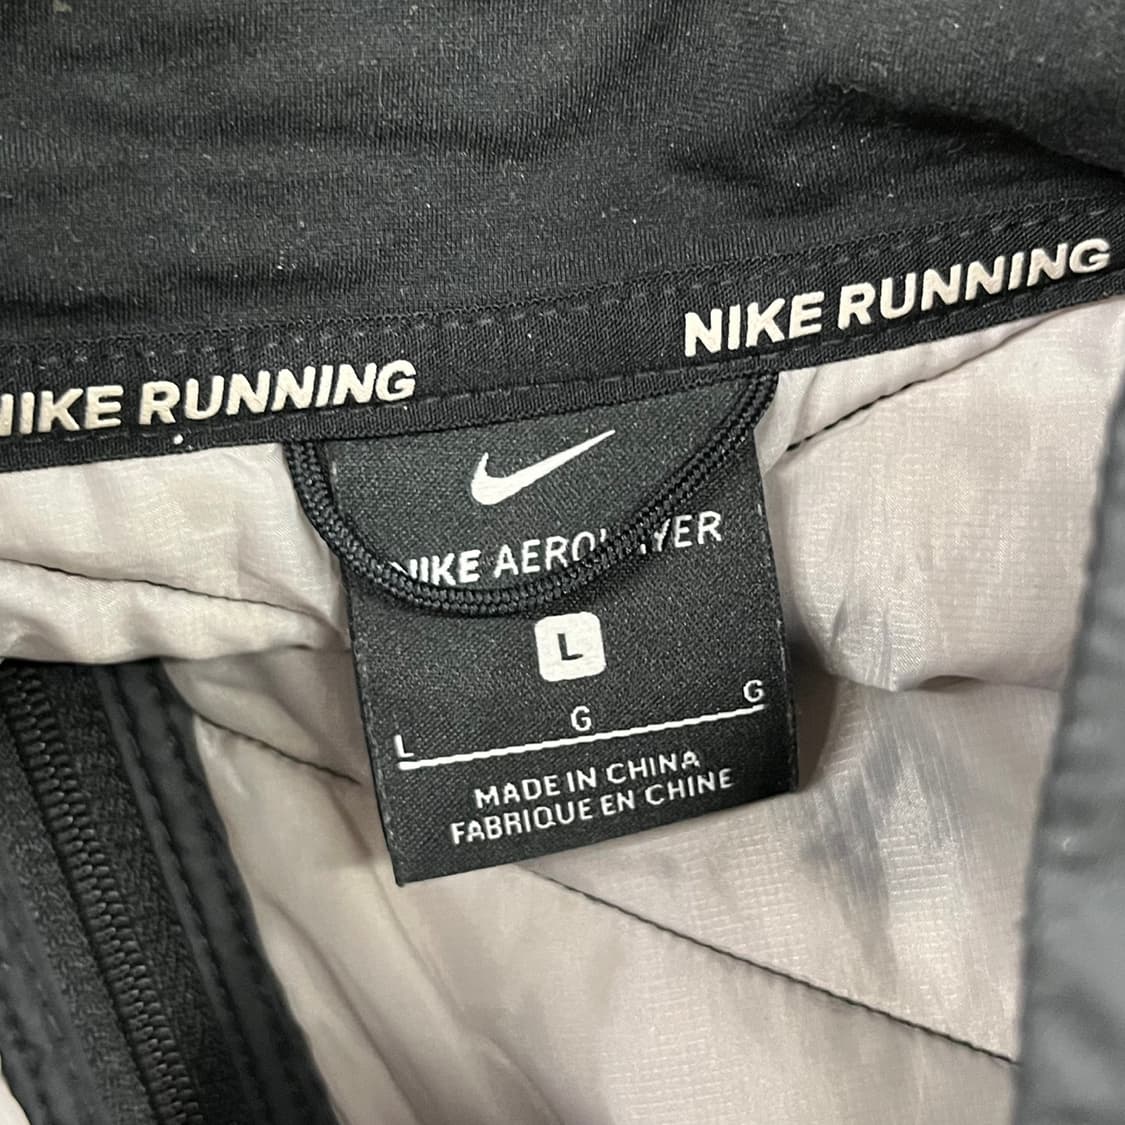 NIKE RUNNING
NIKE RUNNING
NIKE AEROLAYER
L
L G G
MADE IN CHINA
FABRIQUE EN CHINE